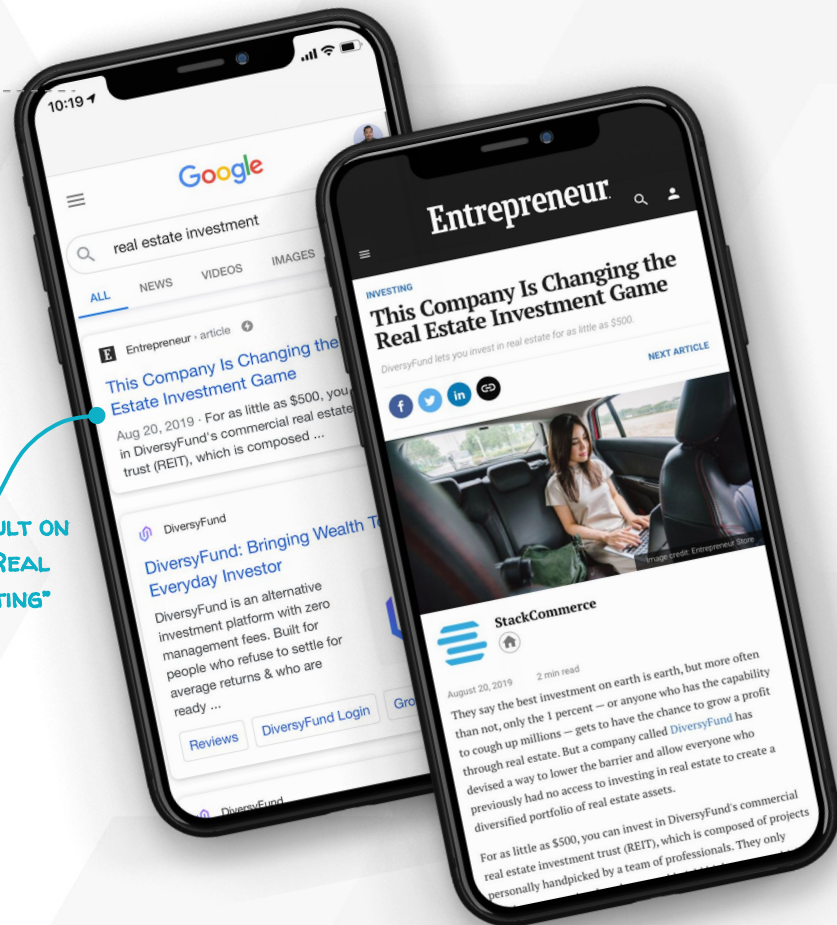 10:19
Google
real estate investment
ALL NEWS VIDEOS IMAGES
E Entrepreneur › article
This Company Is Changing the
Estate Investment Game
Aug 20, 2019 · For as little as $500, you
in DiversyFund's commercial real estate
trust (REIT), which is composed ...
DiversyFund
DiversyFund: Bringing Wealth
Everyday Investor
DiversyFund is an alternative
investment platform with zero
management fees. Built for
people who refuse to settle for
average returns & who are
ready ...
Reviews DiversyFund Login
DiversyFund
ULT ON
REAL
TING"
Entrepreneur
INVESTING
This Company Is Changing the
Real Estate Investment Game
DiversyFund lets you invest in real estate for as little as $500.
NEXT ARTICLE
f in
Image credit: Entrepreneur Store
StackCommerce
August 20, 2019 2 min read
They say the best investment on earth is earth, but more often
than not, only the 1 percent — or anyone who has the capability
to cough up millions — gets to have the chance to grow a profit
through real estate. But a company called DiversyFund has
devised a way to lower the barrier and allow everyone who
previously had no access to investing in real estate to create a
diversified portfolio of real estate assets.
For as little as $500, you can invest in DiversyFund's commercial
real estate investment trust (REIT), which is composed of projects
personally handpicked by a team of professionals. They only